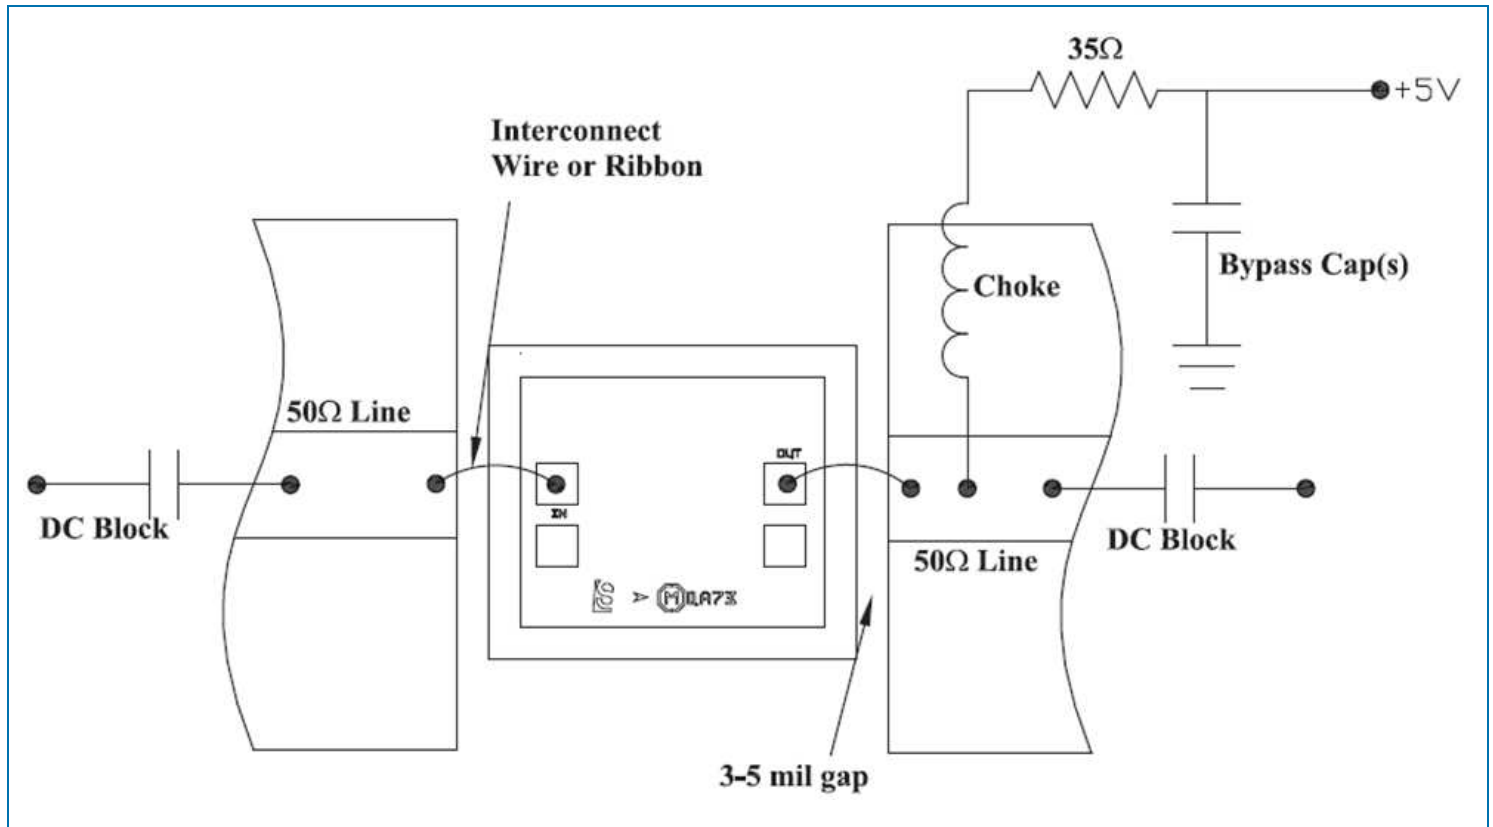 35Ω
+5V
Interconnect
Wire or Ribbon
Bypass Cap(s)
Choke
50Ω Line
OUT
DC Block
IN
DC Block
50Ω Line
3-5 mil gap